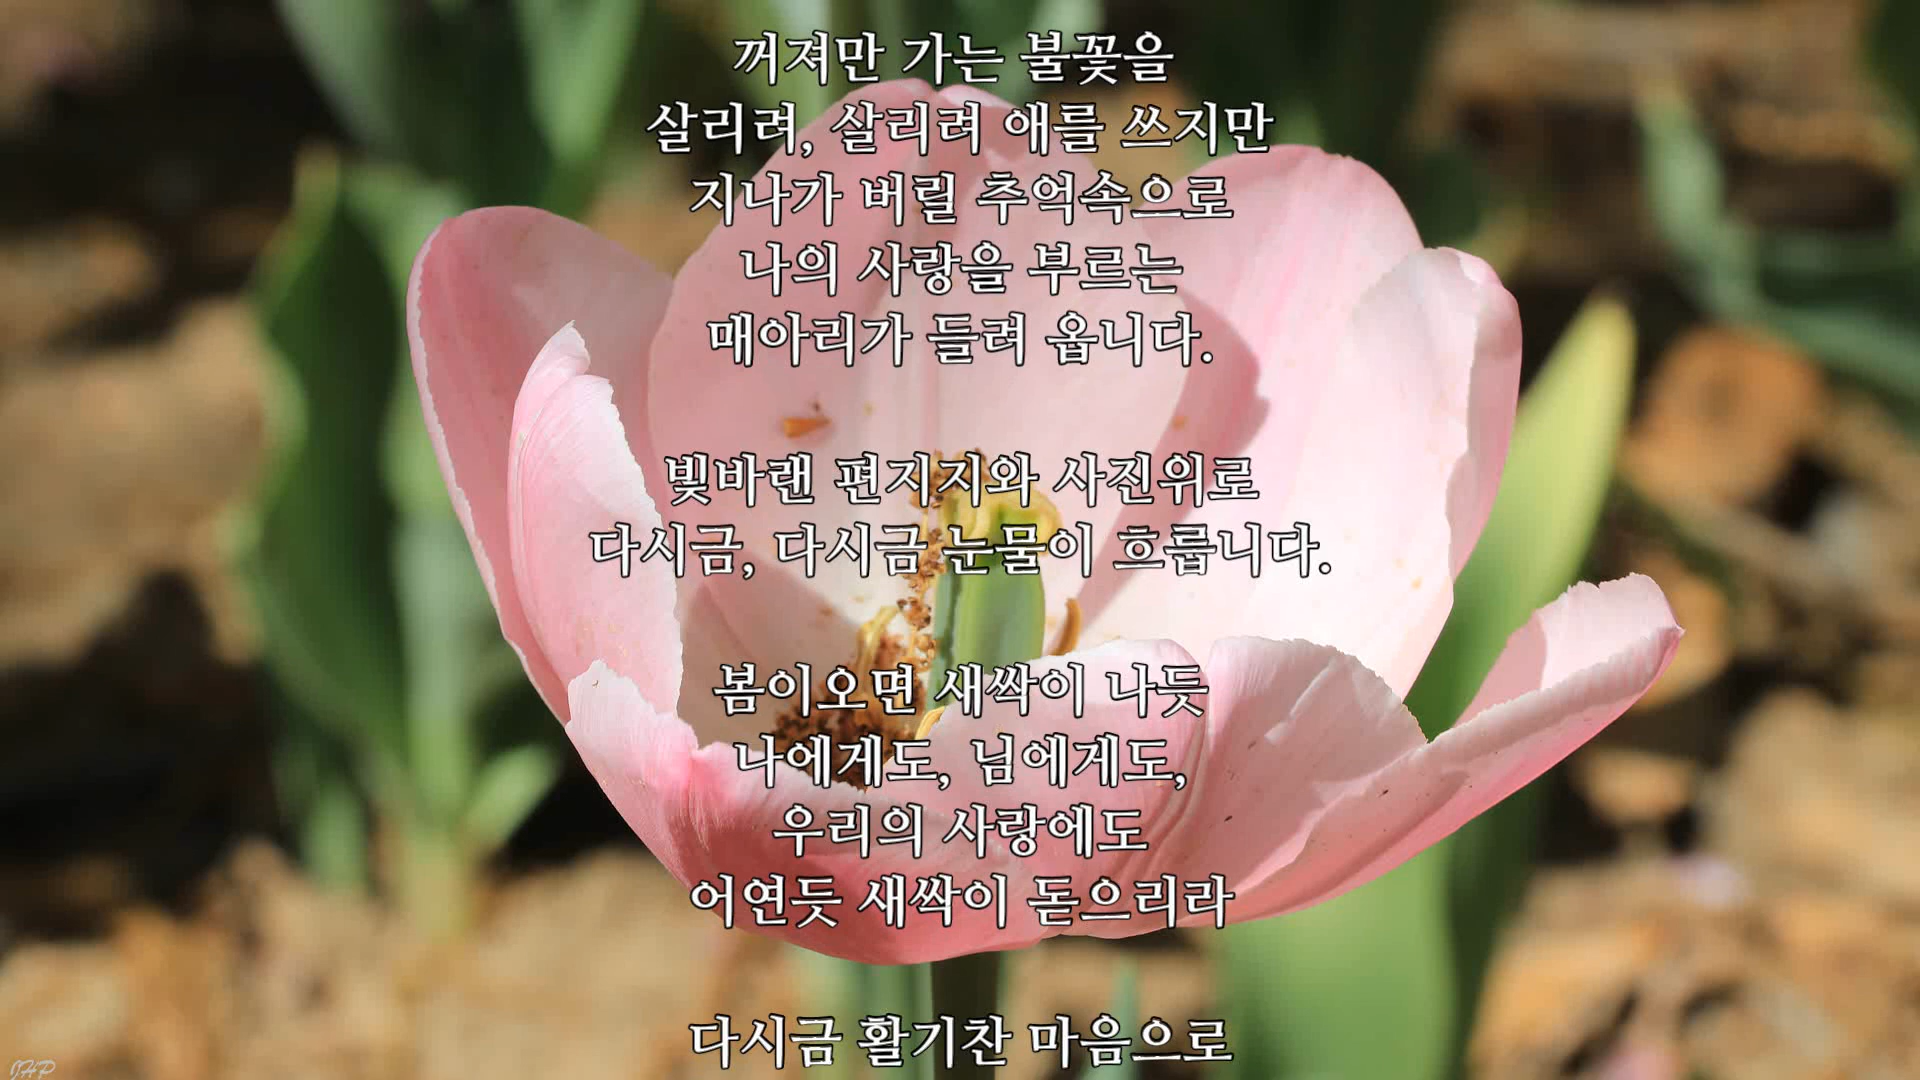 꺼져만 가는 불꽃을
살리려, 살리려 애를 쓰지만
지나가 버릴 추억속으로
나의 사랑을 부르는
매아리가 들려 옵니다.
빛바랜 편지지와 사진위로
다시금, 다시금 눈물이 흐룹니다.
봄이오면 새싹이 나듯
나에게도, 님에게도,
우리의 사랑에도
어연듯 새싹이 돋으리라
다시금 활기찬 마음으로
JHP